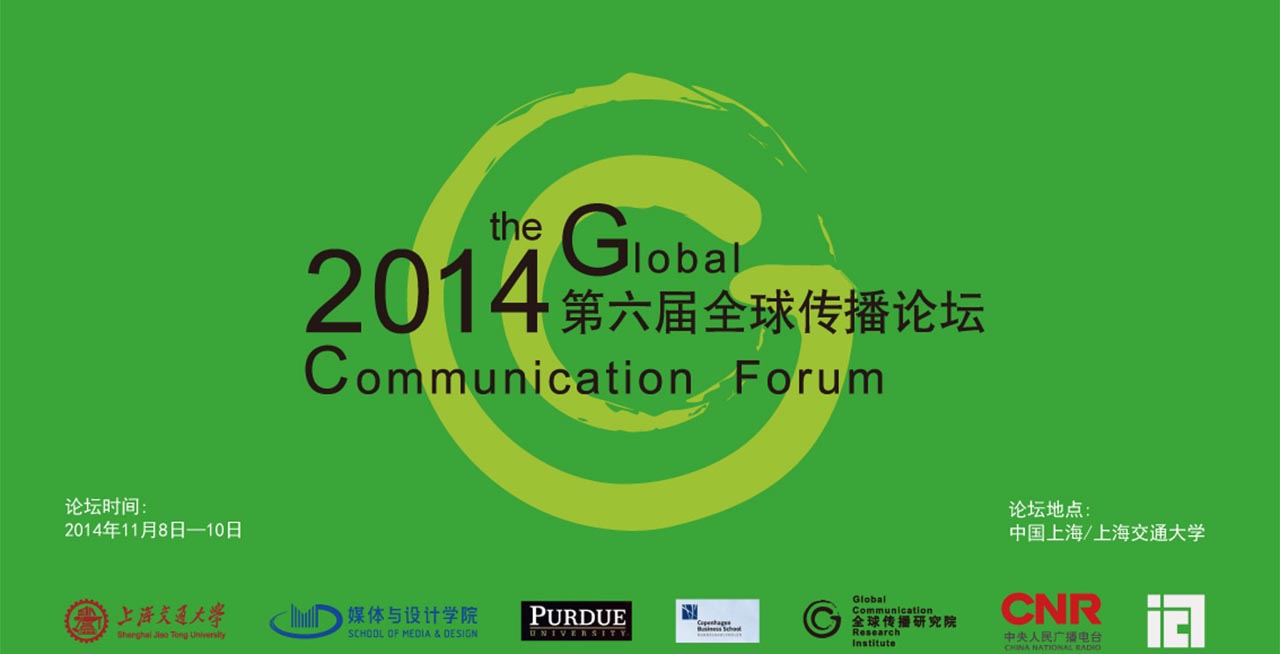 the Global
2014 第六届全球传播论坛
Communication Forum
论坛时间:
2014年11月8日—10日
论坛地点:
中国上海/上海交通大学
上海交通大学
Shanghai Jiao Tong University
媒体与设计学院
SCHOOL OF MEDIA & DESIGN
PURDUE
UNIVERSITY
Copenhagen
Business School
Global
Communication
全球传播研究院
Research
Institute
CNR
中央人民广播电台
CHINA NATIONAL RADIO